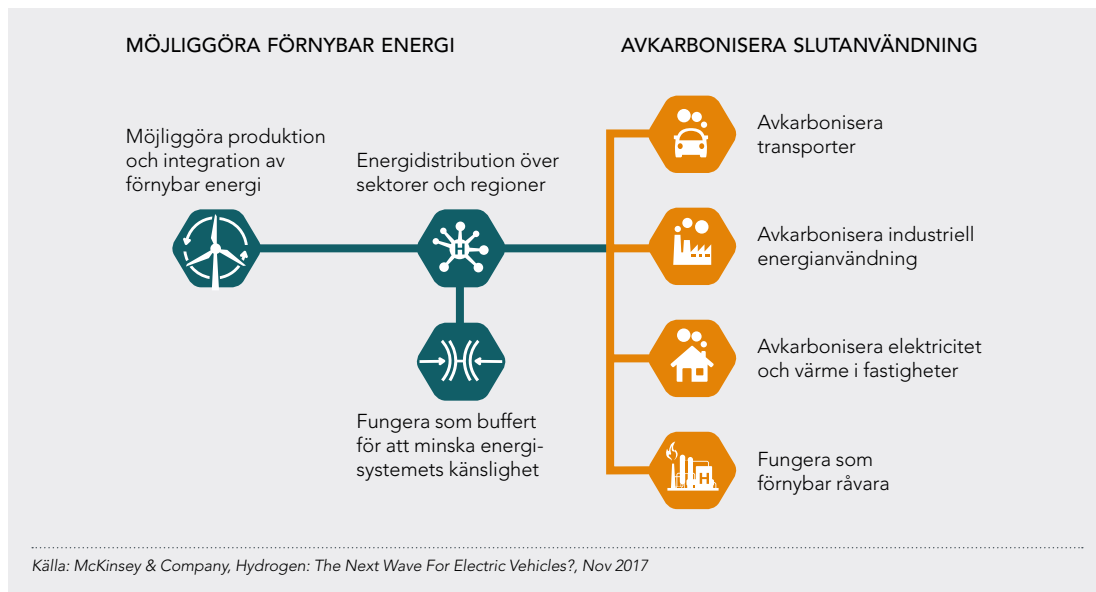 MÖJLIGGÖRA FÖRNYBAR ENERGI
Möjliggöra produktion
och integration av
förnybar energi
Energidistribution över
sektorer och regioner
H
H
Fungera som buffert
för att minska energi-
systemets känslighet
AVKARBONISERA SLUTANVÄNDNING
Avkarbonisera
transporter
Avkarbonisera industriell
energianvändning
Avkarbonisera elektricitet
och värme i fastigheter
H
Fungera som
förnybar råvara
Källa: McKinsey & Company, Hydrogen: The Next Wave For Electric Vehicles?, Nov 2017